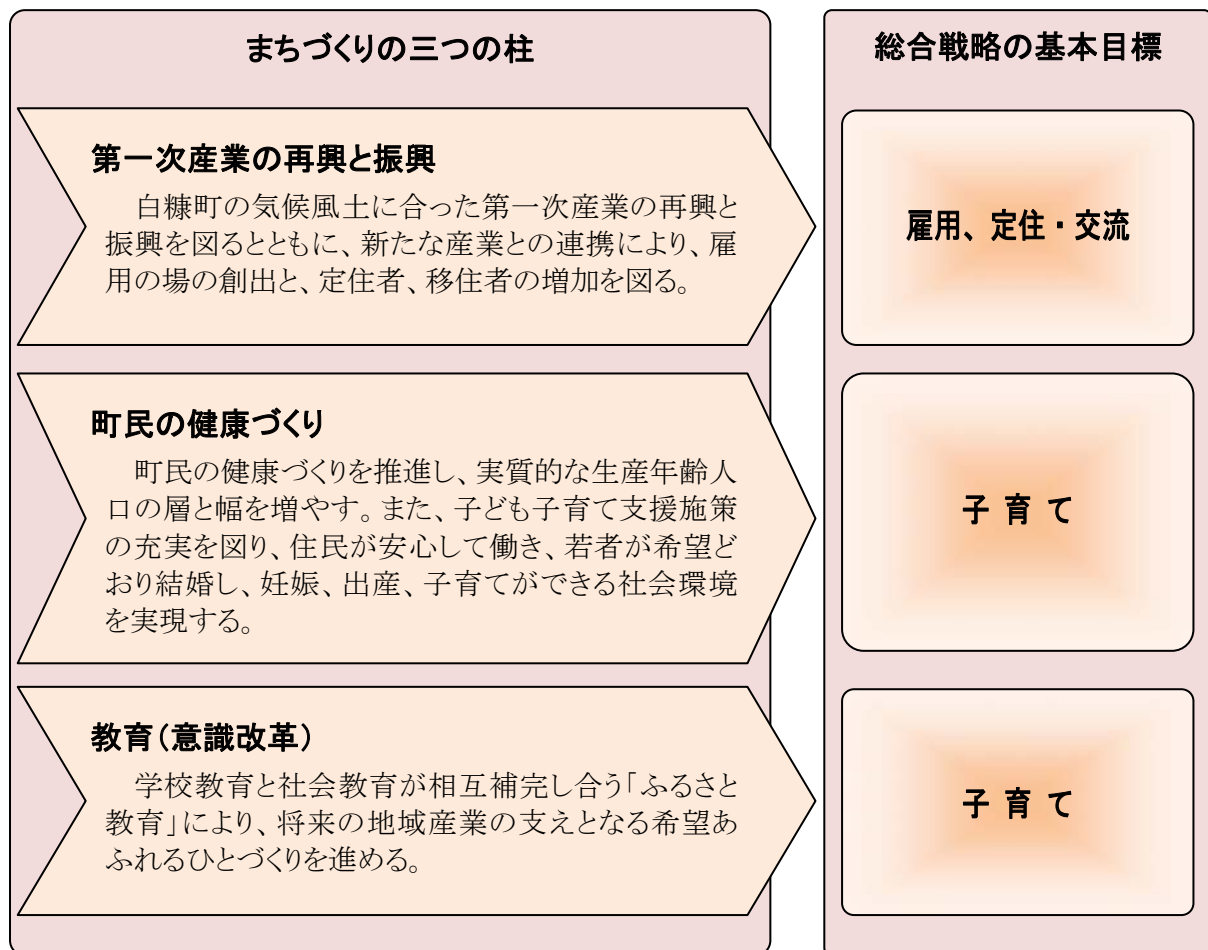 まちづくりの三つの柱
総合戦略の基本目標
第一次産業の再興と振興
白糠町の気候風土に合った第一次産業の再興と
振興を図るとともに、新たな産業との連携により、雇
用の場の創出と、定住者、移住者の増加を図る。
雇用、定住・交流
町民の健康づくり
町民の健康づくりを推進し、実質的な生産年齢人
口の層と幅を増やす。また、子ども子育て支援施策
の充実を図り、住民が安心して働き、若者が希望ど
おり結婚し、妊娠、出産、子育てができる社会環境
を実現する。
子 育 て
教育(意識改革)
学校教育と社会教育が相互補完し合う「ふるさと
教育」により、将来の地域産業の支えとなる希望あ
ふれるひとづくりを進める。
子 育 て